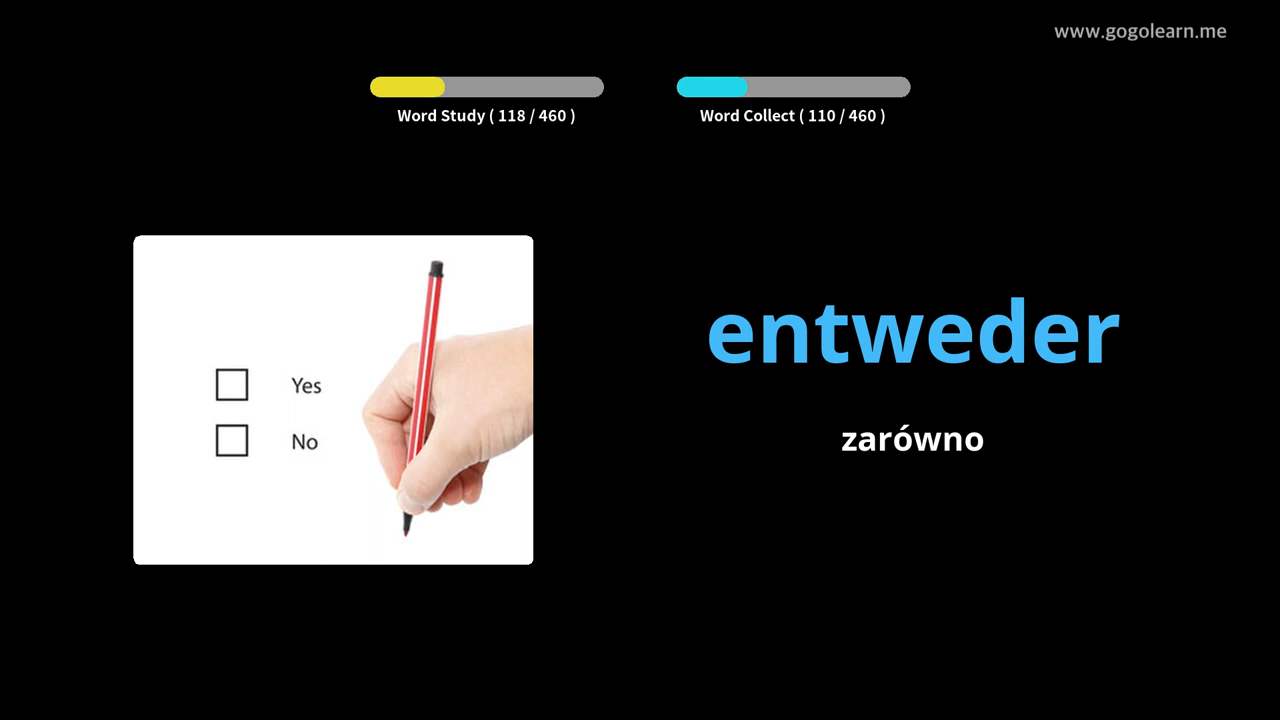 www.gogolearn.me
Word Study ( 118 / 460 )
Word Collect ( 110 / 460 )
Yes
No
entweder
zarówno